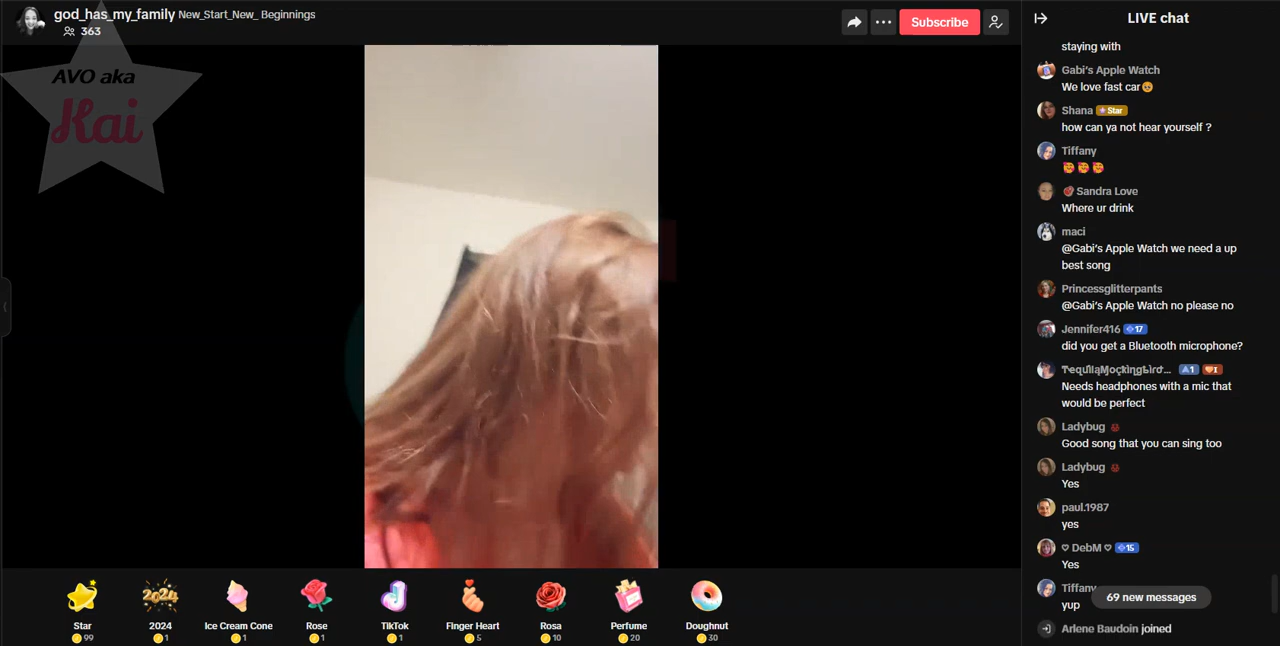 god_has_my_family New_Start_New_ Beginnings
363
Subscribe
AVO aka
Kai
LIVE chat
staying with
Gabi's Apple Watch
We love fast car🥺
Shana Star
how can ya not hear yourself ?
Tiffany
🥰🥰🥰
Sandra Love
Where ur drink
maci
@Gabi's Apple Watch we need a up
best song
Princessglitterpants
@Gabi's Apple Watch no please no
Jennifer416 17
did you get a Bluetooth microphone?
1 I
Needs headphones with a mic that
would be perfect
Ladybug
Good song that you can sing too
Ladybug
Yes
paul.1987
yes
♡ DebM ♡ 15
Yes
Tiffany
yup
69 new messages
Arlene Baudoin joined
Star
99
2024
2024
1
Ice Cream Cone
1
Rose
1
TikTok
1
Finger Heart
5
Rosa
10
Perfume
20
Doughnut
30